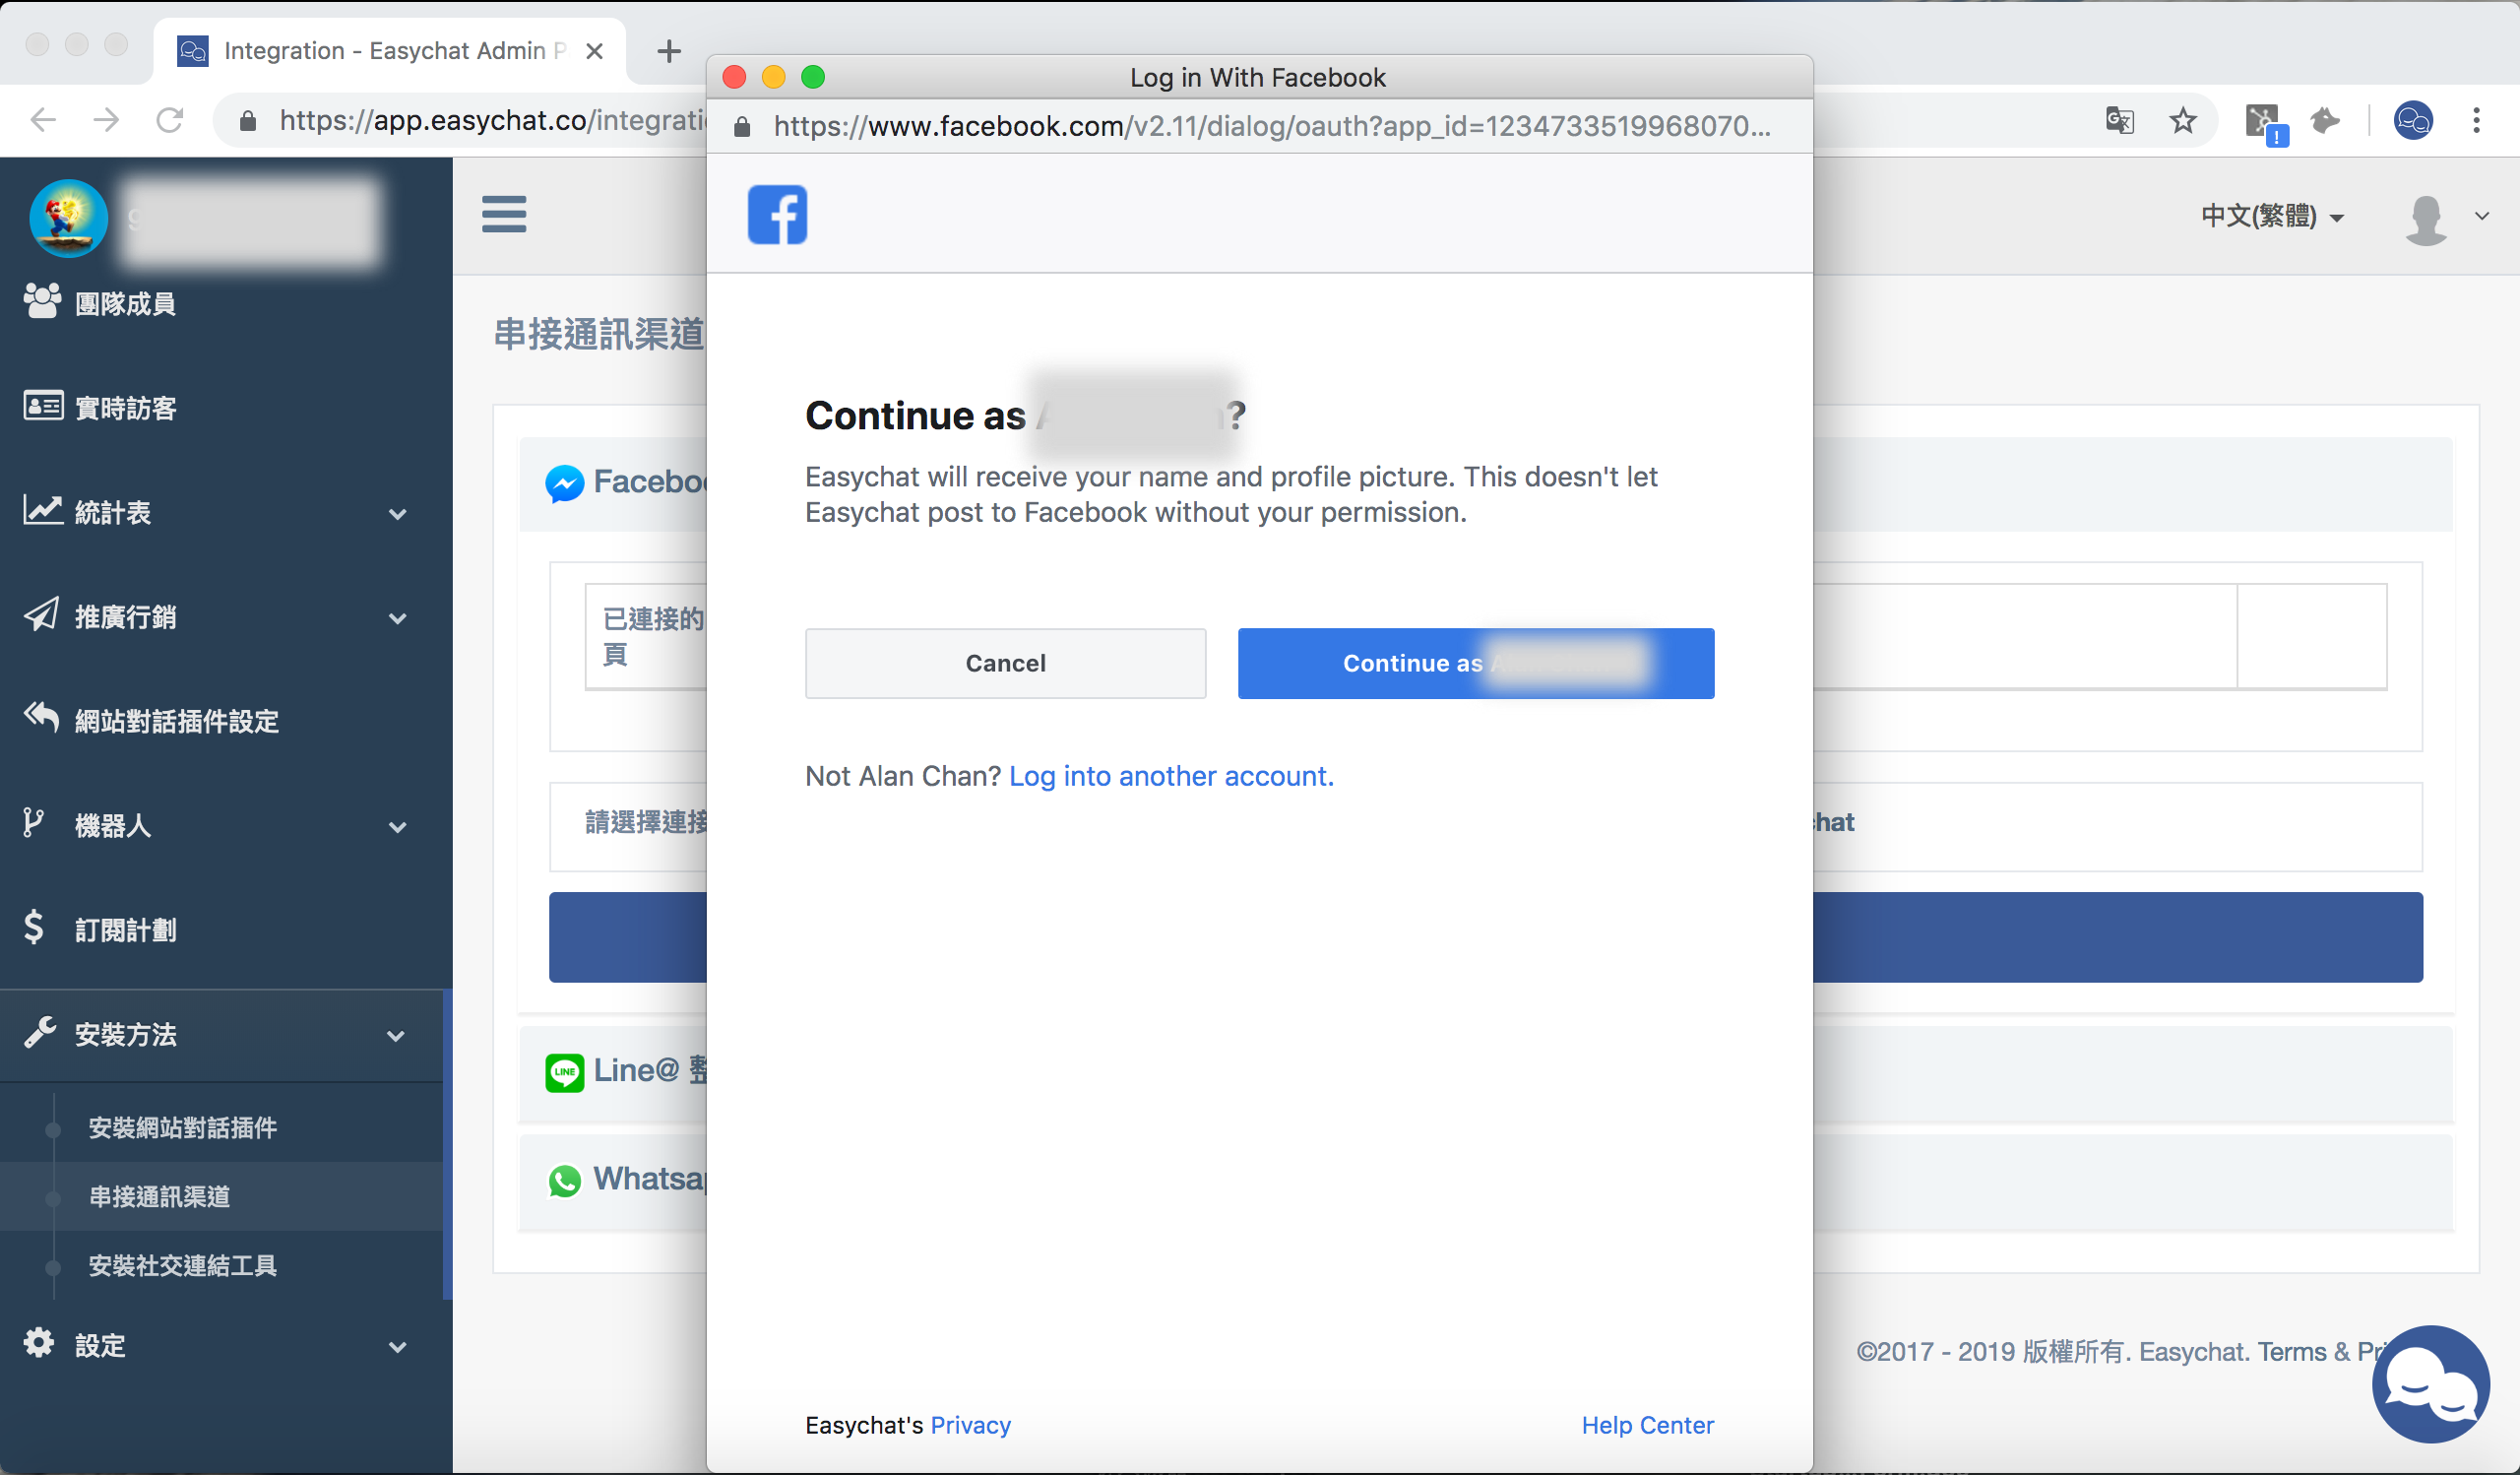 Integration - Easychat Admin P
https://app.easychat.co/integratio
Log in With Facebook
https://www.facebook.com/v2.11/dialog/oauth?app_id=1234733519968070...
中文(繁體)
團隊成員
實時訪客
統計表
推廣行銷
網站對話插件設定
機器人
訂閱計劃
安裝方法
安裝網站對話插件
串接通訊渠道
安裝社交連結工具
設定
串接通訊渠道
Faceboo
已連接的
頁
請選擇連接
chat
Line@ 整
LINE
Whatsap
Continue as ?
Easychat will receive your name and profile picture. This doesn't let
Easychat post to Facebook without your permission.
Cancel
Continue as
Not Alan Chan? Log into another account.
Easychat's Privacy
Help Center
©2017 - 2019 版權所有. Easychat. Terms & Pri